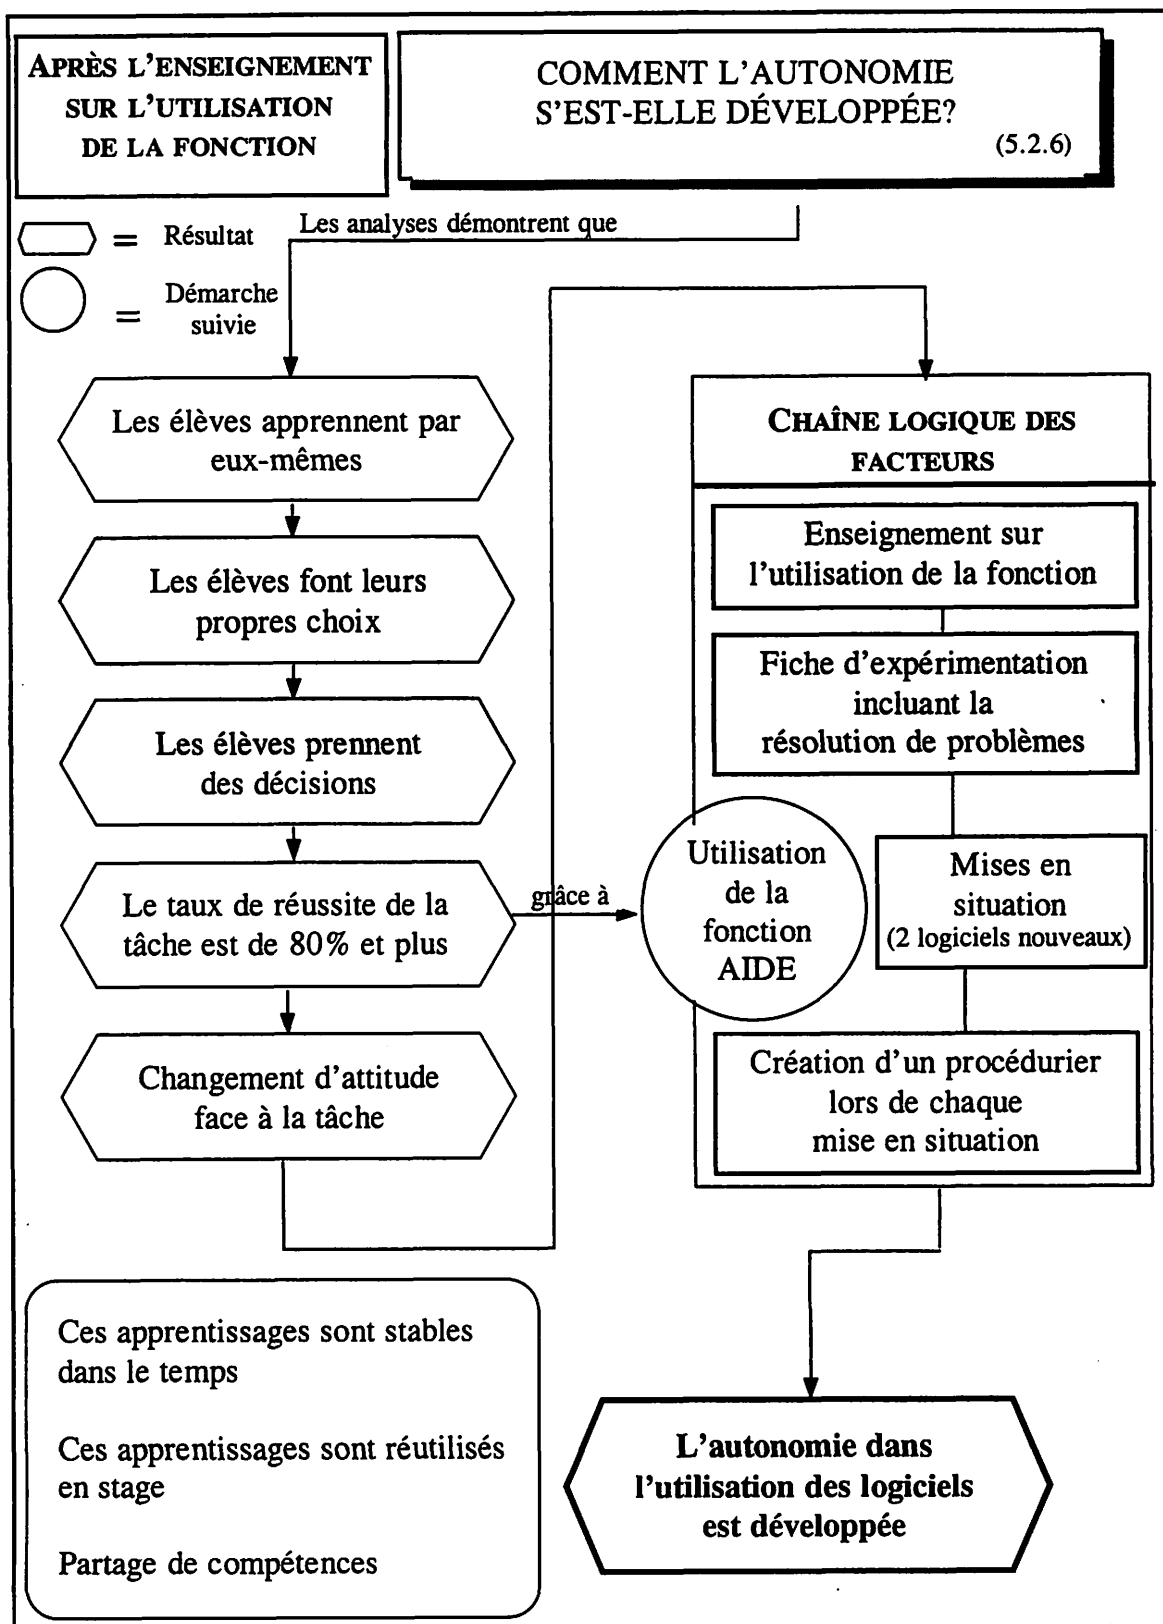 APRÈS L'ENSEIGNEMENT
SUR L'UTILISATION
DE LA FONCTION
COMMENT L'AUTONOMIE
S'EST-ELLE DÉVELOPPÉE?
(5.2.6)
= Résultat
= Démarche
suivie
Les analyses démontrent que
Les élèves apprennent par
eux-mêmes
Les élèves font leurs
propres choix
Les élèves prennent
des décisions
Le taux de réussite de la
tâche est de 80% et plus
grâce à
Utilisation
de la
fonction
AIDE
Changement d'attitude
face à la tâche
CHAÎNE LOGIQUE DES
FACTEURS
Enseignement sur
l'utilisation de la fonction
Fiche d'expérimentation
incluant la
résolution de problèmes
Mises en
situation
(2 logiciels nouveaux)
Création d'un procédurier
lors de chaque
mise en situation
Ces apprentissages sont stables
dans le temps
Ces apprentissages sont réutilisés
en stage
Partage de compétences
L'autonomie dans
l'utilisation des logiciels
est développée